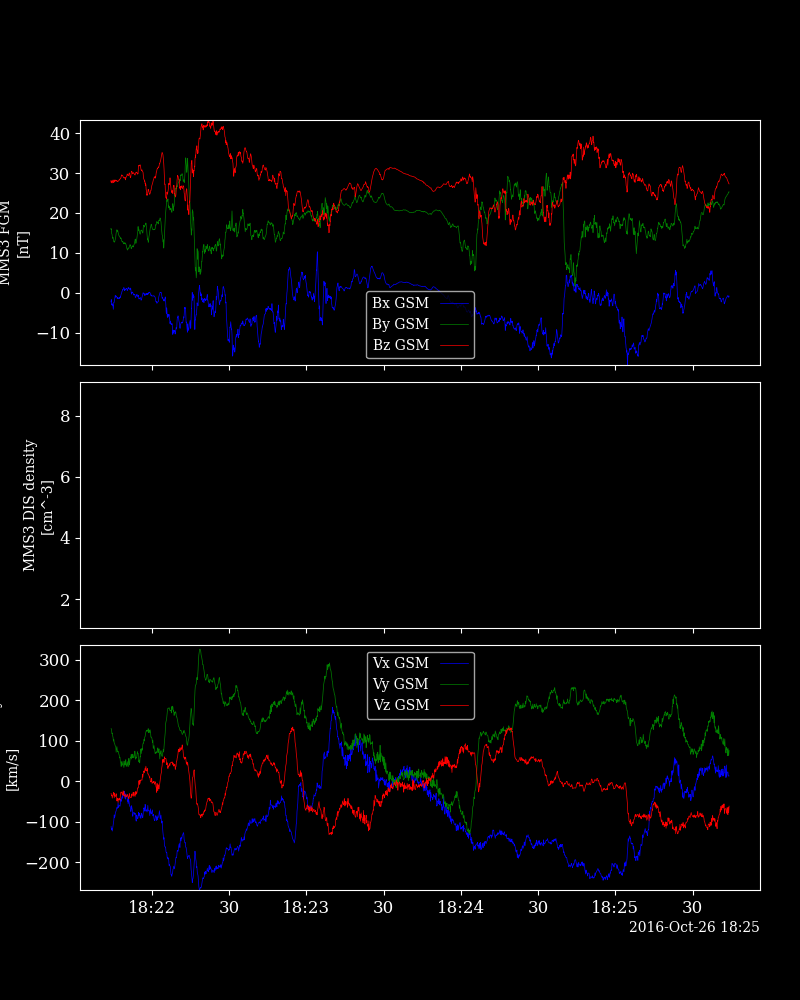 40
30
20
10
0
−10
MMS3 FGM
[nT]
Bx GSM
By GSM
Bz GSM
8
6
4
2
MMS3 DIS density
[cm^-3]
300
200
100
0
−100
−200
[km/s]
Vx GSM
Vy GSM
Vz GSM
18:22 30 18:23 30 18:24 30 18:25 30
2016-Oct-26 18:25